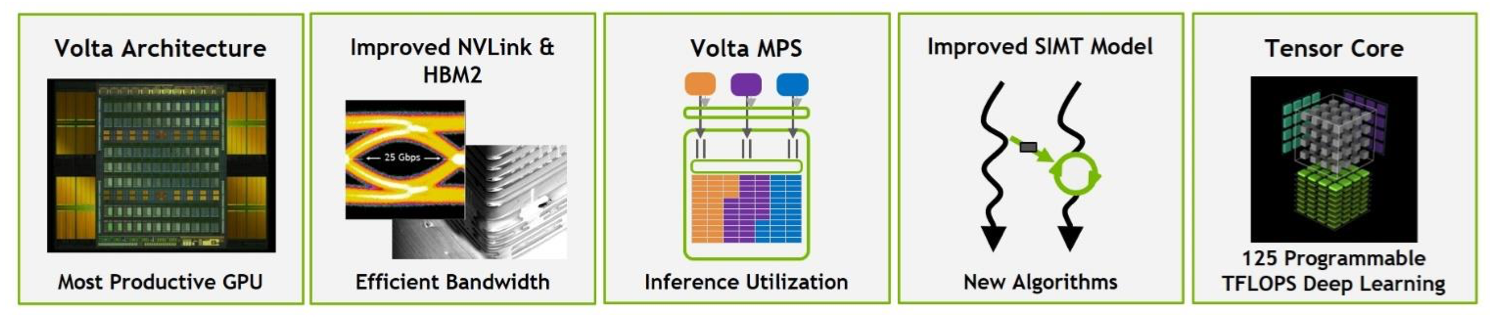 Volta Architecture
Most Productive GPU
Improved NVLink &
HBM2
25 Gbps
Efficient Bandwidth
Volta MPS
Inference Utilization
Improved SIMT Model
New Algorithms
Tensor Core
125 Programmable
TFLOPS Deep Learning